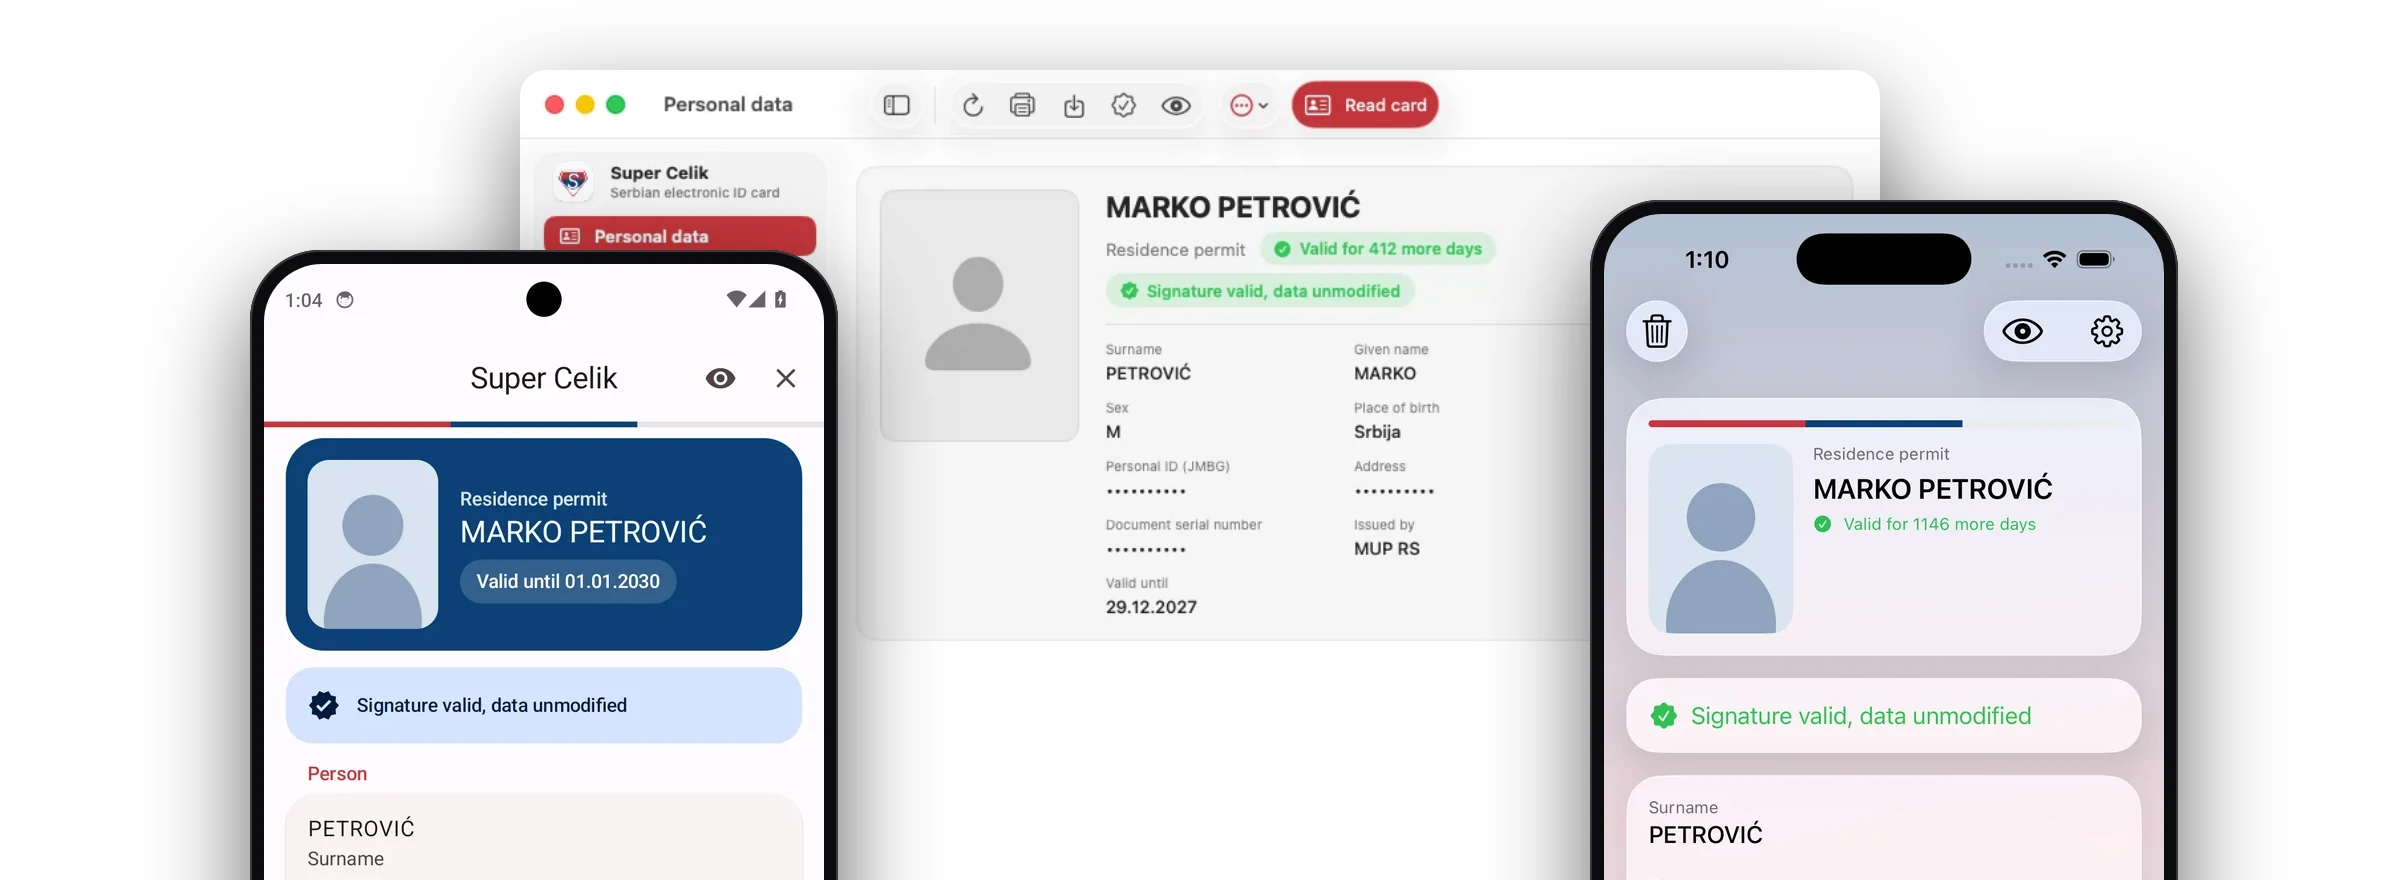 Personal data
Read card
Super Celik
Serbian electronic ID card
Personal data
MARKO PETROVIĆ
Residence permit
Valid for 412 more days
Signature valid, data unmodified
Surname
PETROVIĆ
Given name
MARKO
Sex
M
Place of birth
Srbija
Personal ID (JMBG)
••••••••••
Address
••••••••••
Document serial number
••••••••••
Issued by
MUP RS
Valid until
29.12.2027
1:04
Super Celik
Residence permit
MARKO PETROVIĆ
Valid until 01.01.2030
Signature valid, data unmodified
Person
PETROVIĆ
Surname
1:10
Residence permit
MARKO PETROVIĆ
Valid for 1146 more days
Signature valid, data unmodified
Surname
PETROVIĆ